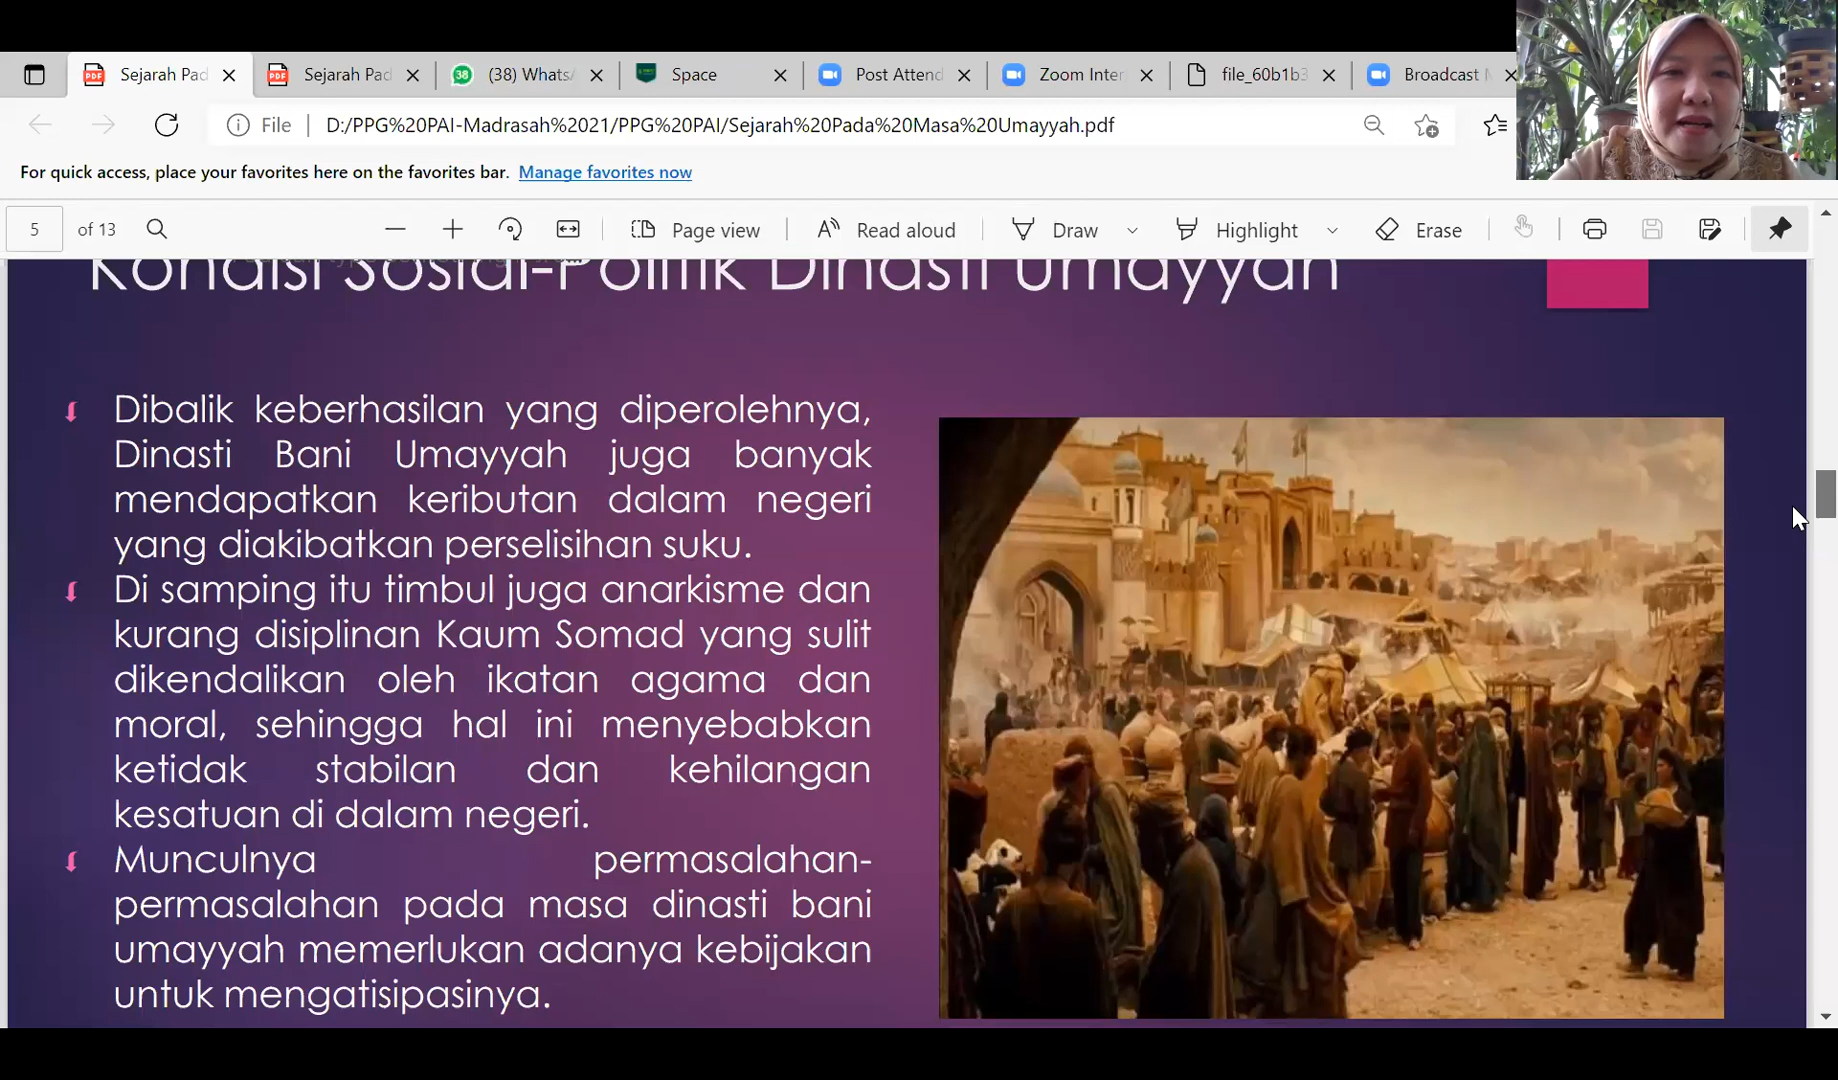 Sejarah Pad
Sejarah Pad
38
(38) WhatsA
Space
Post Attend
Zoom Inter
file_60b1b3
Broadcast M
File
D:/PPG%20PAI-Madrasah%2021/PPG%20PAI/Sejarah%20Pada%20Masa%20Umayyah.pdf
For quick access, place your favorites here on the favorites bar. Manage favorites now
5 of 13
Page view
Read aloud
Draw
Highlight
Erase
Kondisi Sosial-Politik Dinasti Umayyah
Dibalik keberhasilan yang diperolehnya,
Dinasti Bani Umayyah juga banyak
mendapatkan keributan dalam negeri
yang diakibatkan perselisihan suku.
Di samping itu timbul juga anarkisme dan
kurang disiplinan Kaum Somad yang sulit
dikendalikan oleh ikatan agama dan
moral, sehingga hal ini menyebabkan
ketidak stabilan dan kehilangan
kesatuan di dalam negeri.
Munculnya permasalahan-
permasalahan pada masa dinasti bani
umayyah memerlukan adanya kebijakan
untuk mengatisipasinya.